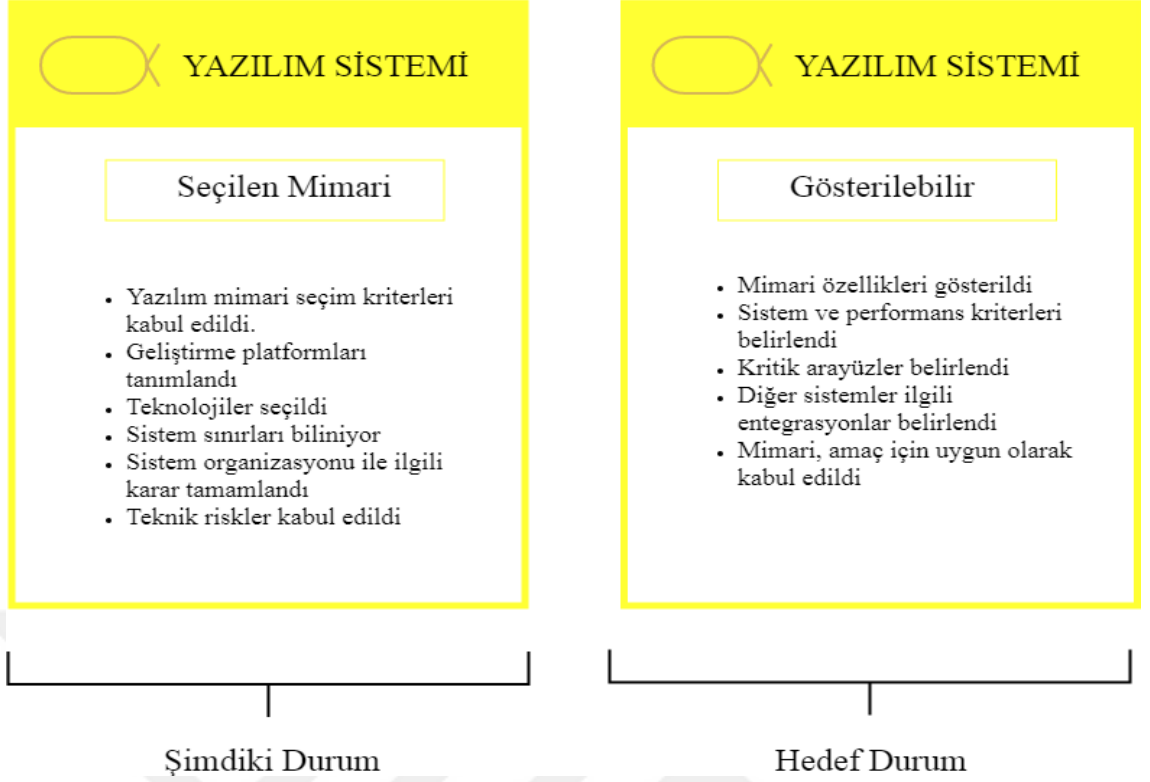 YAZILIM SİSTEMİ
Seçilen Mimari
• Yazılım mimari seçim kriterleri
kabul edildi.
• Geliştirme platformları
tanımlandı
• Teknolojiler seçildi
• Sistem sınırları biliniyor
• Sistem organizasyonu ile ilgili
karar tamamlandı
• Teknik riskler kabul edildi
Şimdiki Durum
YAZILIM SİSTEMİ
Gösterilebilir
• Mimari özellikleri gösterildi
• Sistem ve performans kriterleri
belirlendi
• Kritik arayüzler belirlendi
• Diğer sistemler ilgili
entegrasyonlar belirlendi
• Mimari, amaç için uygun olarak
kabul edildi
Hedef Durum